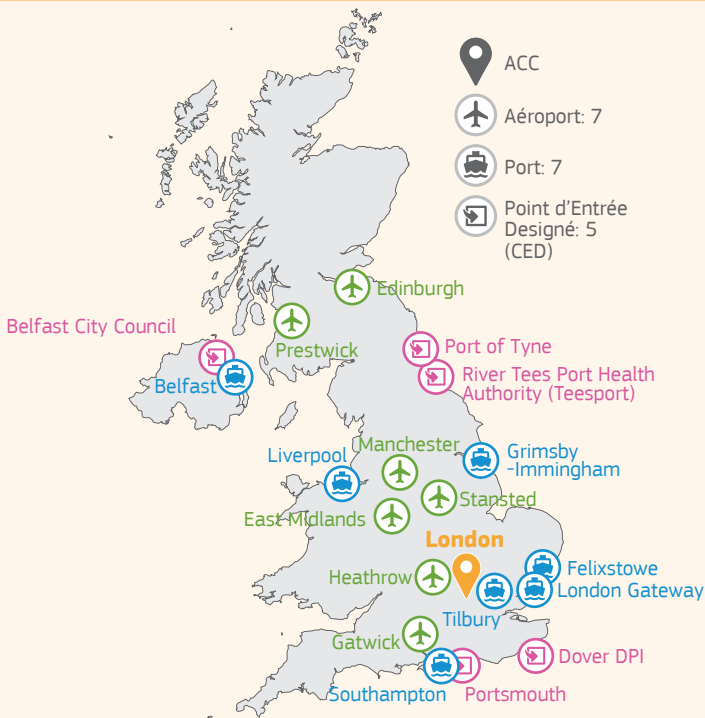 ACC
Aéroport: 7
Port: 7
Point d'Entrée
Designé: 5
(CED)
Edinburgh
Prestwick
Belfast City Council
Belfast
Port of Tyne
River Tees Port Health
Authority (Teesport)
Manchester
Liverpool
Grimsby
-Immingham
Stansted
East Midlands
London
Heathrow
Felixstowe
London Gateway
Tilbury
Gatwick
Dover DPI
Southampton
Portsmouth